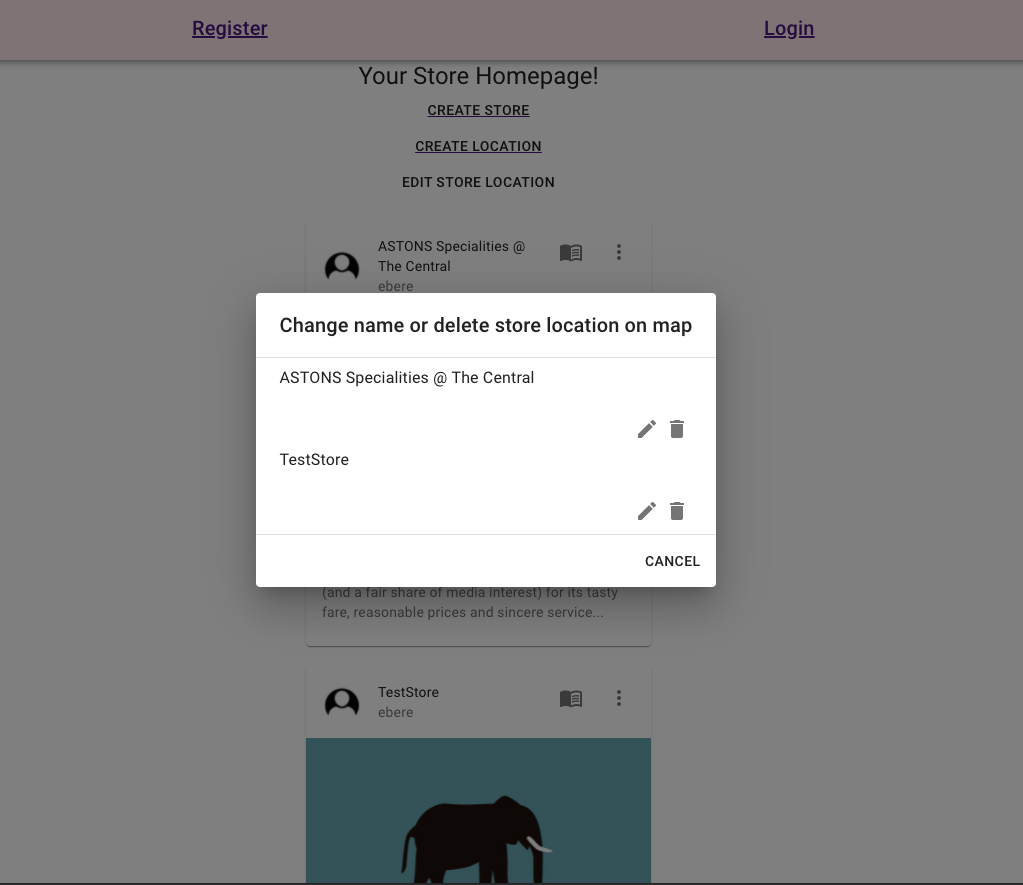 Register
Login
Your Store Homepage!
CREATE STORE
CREATE LOCATION
EDIT STORE LOCATION
ASTONS Specialities @
The Central
ebere
Change name or delete store location on map
ASTONS Specialities @ The Central
TestStore
CANCEL
(and a fair share of media interest) for its tasty
fare, reasonable prices and sincere service...
TestStore
ebere